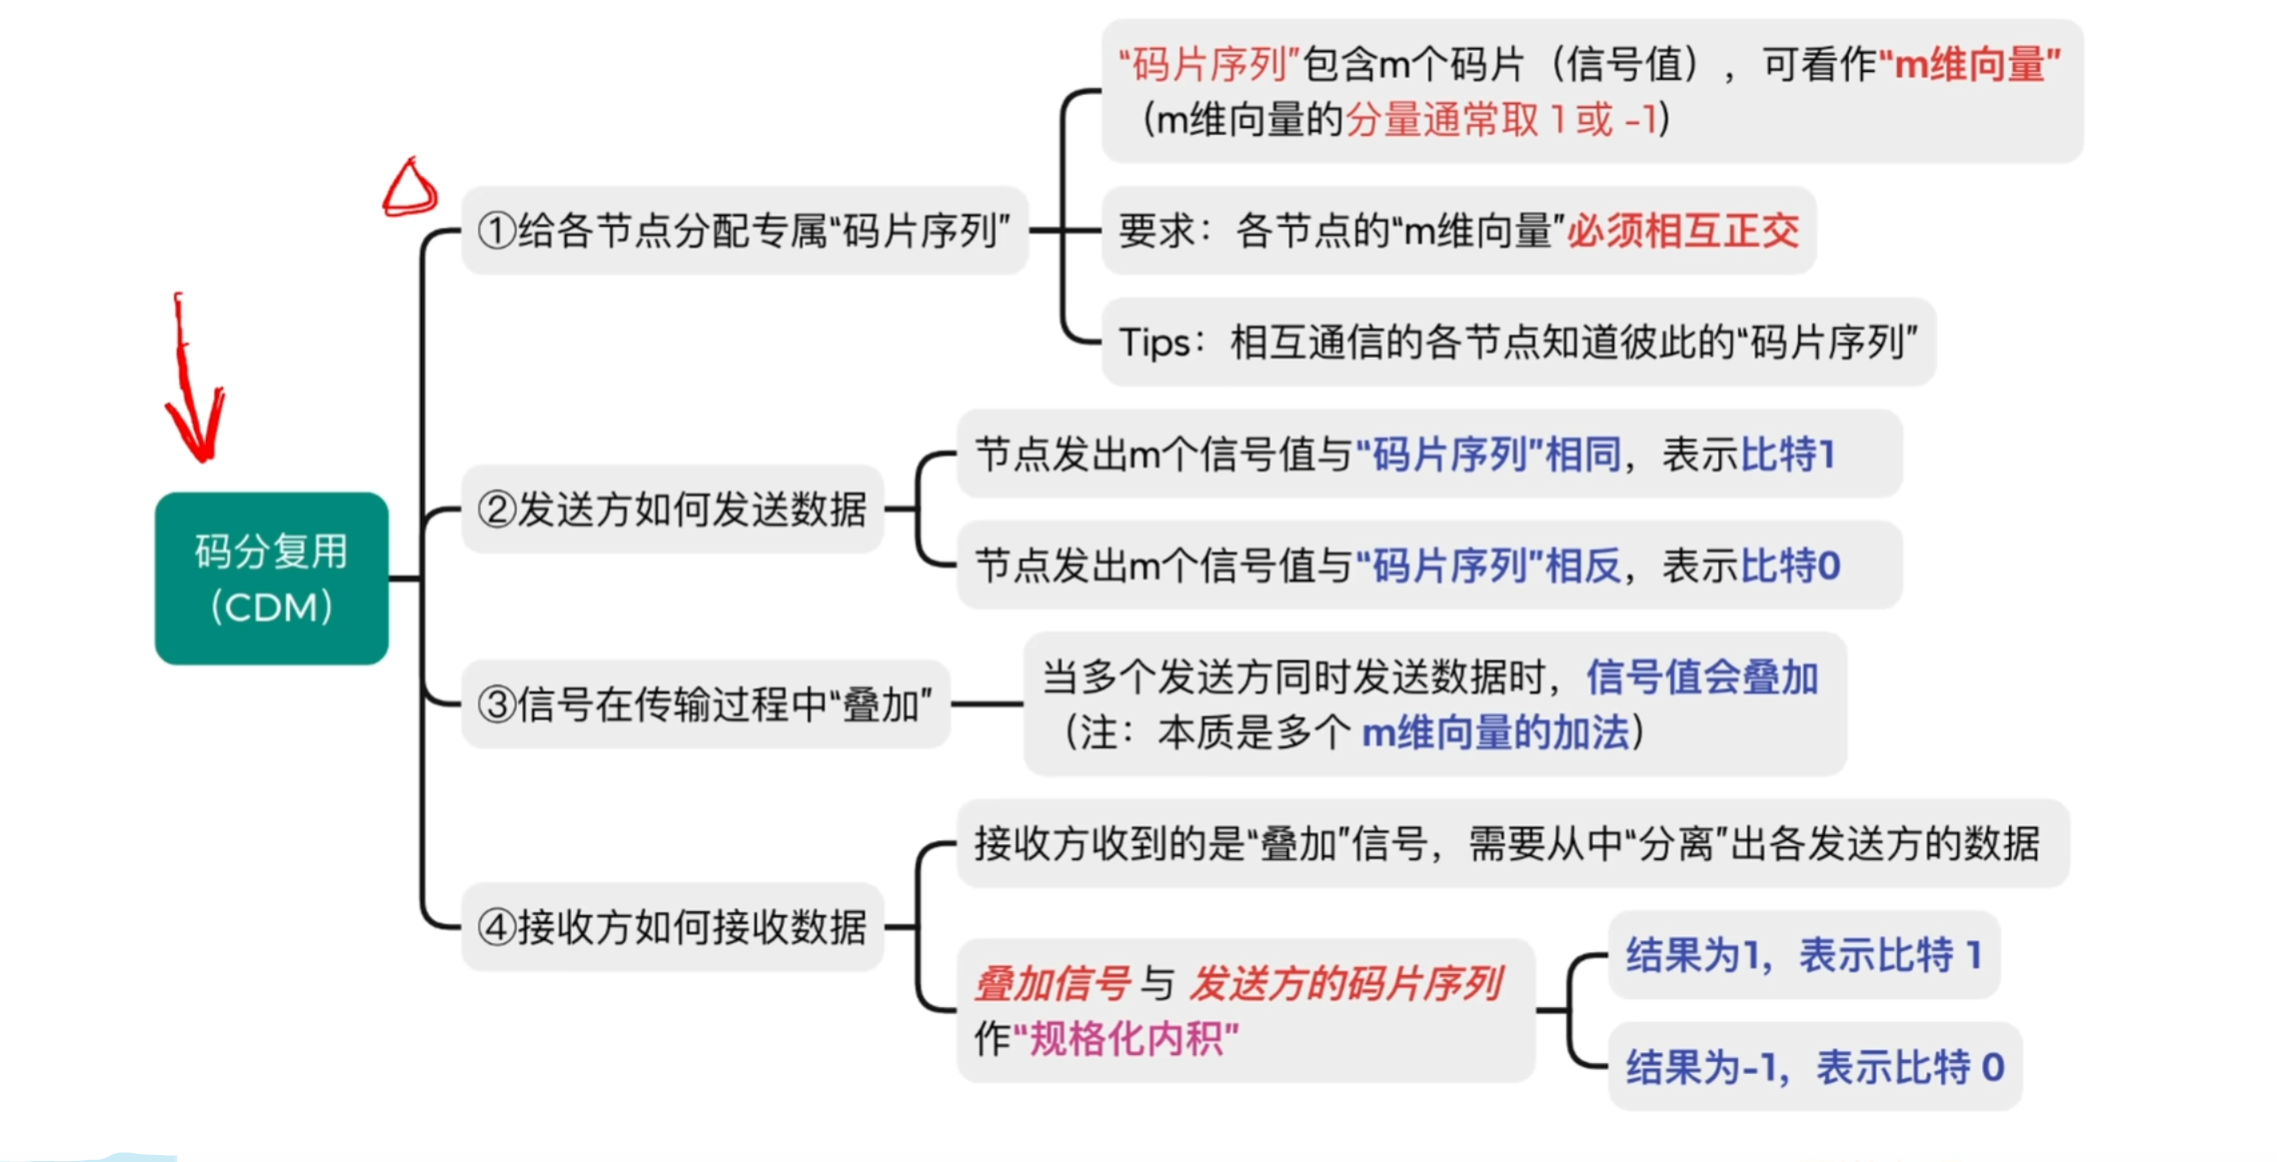 “码片序列”包含m个码片（信号值），可看作“m维向量”
（m维向量的分量通常取 1 或 -1）
①给各节点分配专属“码片序列”
要求：各节点的“m维向量”必须相互正交
Tips：相互通信的各节点知道彼此的“码片序列”
节点发出m个信号值与“码片序列”相同，表示比特1
②发送方如何发送数据
节点发出m个信号值与“码片序列”相反，表示比特0
码分复用
（CDM）
当多个发送方同时发送数据时，信号值会叠加
（注：本质是多个 m维向量的加法）
③信号在传输过程中“叠加”
接收方收到的是“叠加”信号，需要从中“分离”出各发送方的数据
④接收方如何接收数据
叠加信号 与 发送方的码片序列
作“规格化内积”
结果为1，表示比特 1
结果为-1，表示比特 0